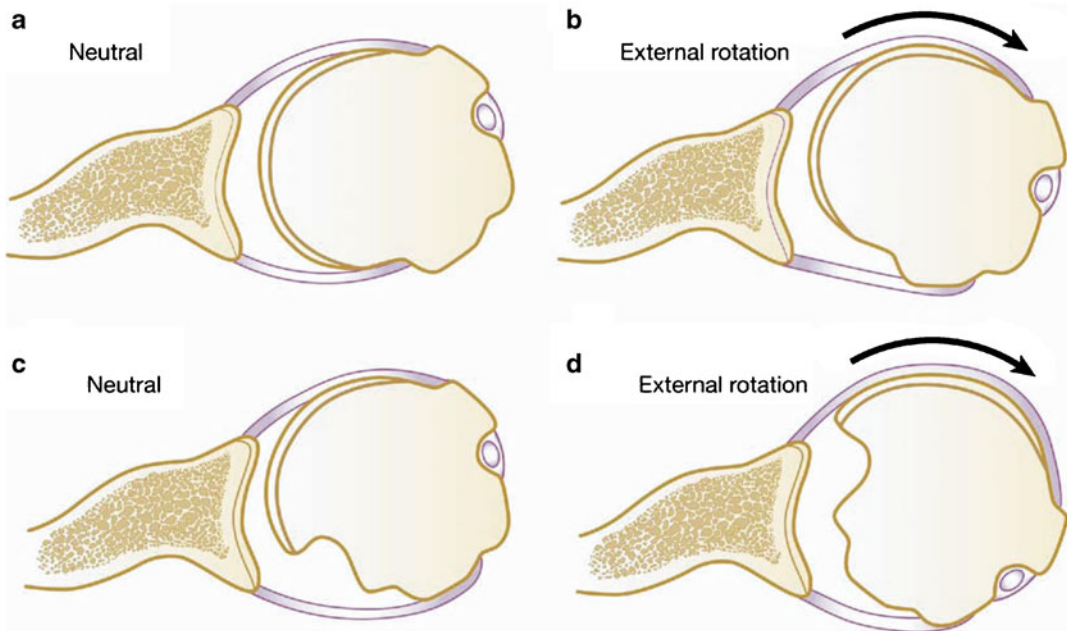 a
Neutral
b
External rotation
c
Neutral
d
External rotation